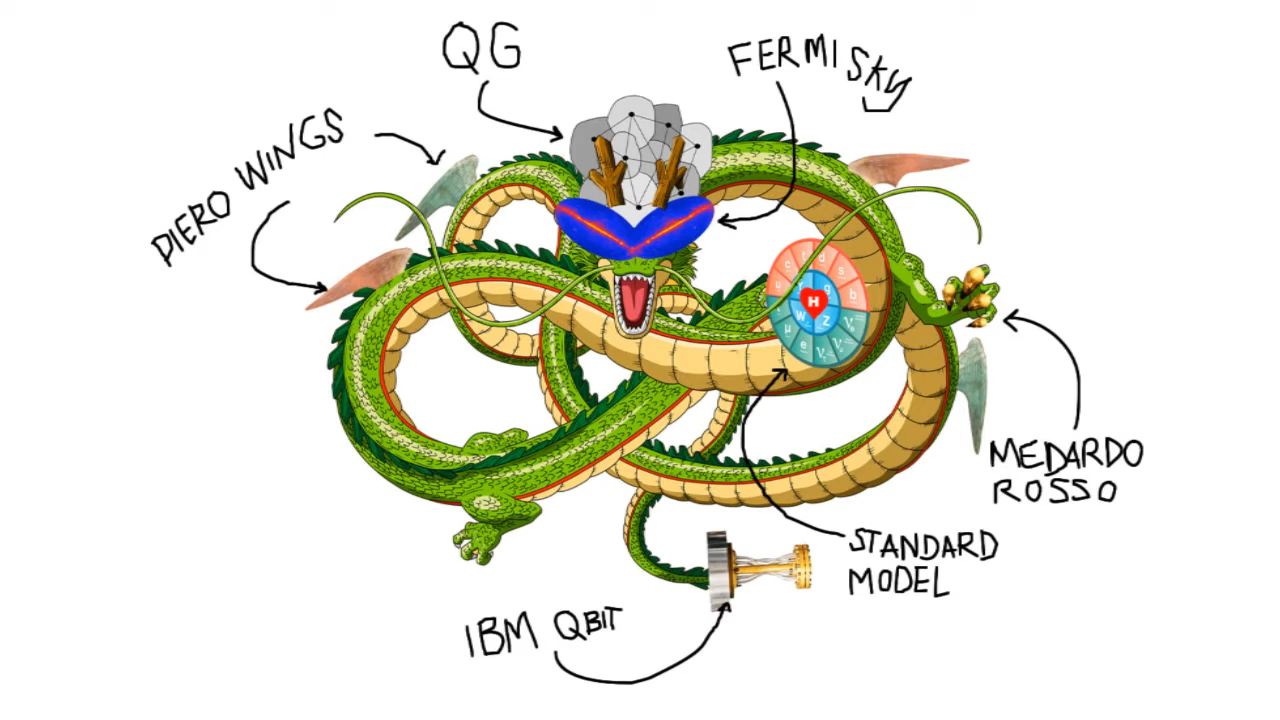 QG
FERMI SKY
PIERO WINGS
MEDARDO
ROSSO
STANDARD
MODEL
IBM QBIT
c
d
s
u
g
b
H
W
Z
μ
e